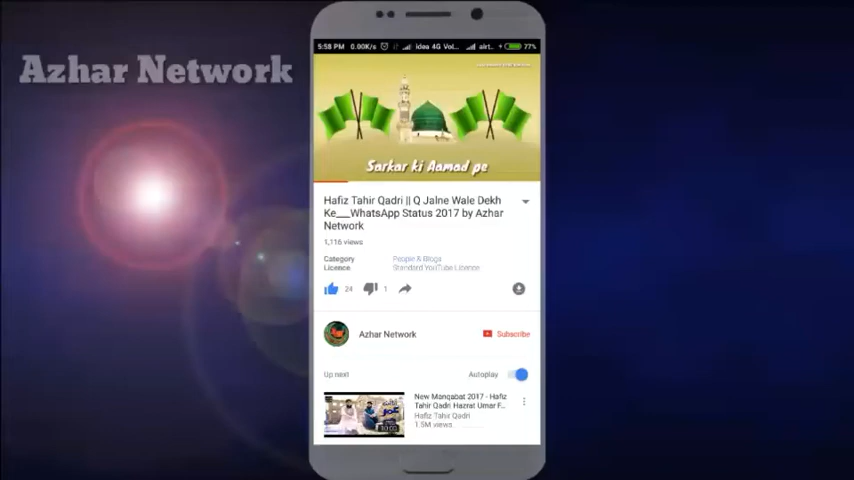 Azhar Network
5:58 PM 0.00K/s idea 4G Vol... airt.. 77%
Sarkar ki Aamad pe
Hafiz Tahir Qadri || Q Jalne Wale Dekh
Ke___WhatsApp Status 2017 by Azhar
Network
1,116 views
Category People & Blogs
Licence Standard YouTube Licence
24 1
Azhar Network Subscribe
Up next Autoplay
New Manqabat 2017 - Hafiz
Tahir Qadri Hazrat Umar F...
Hafiz Tahir Qadri
1.5M views
10:00